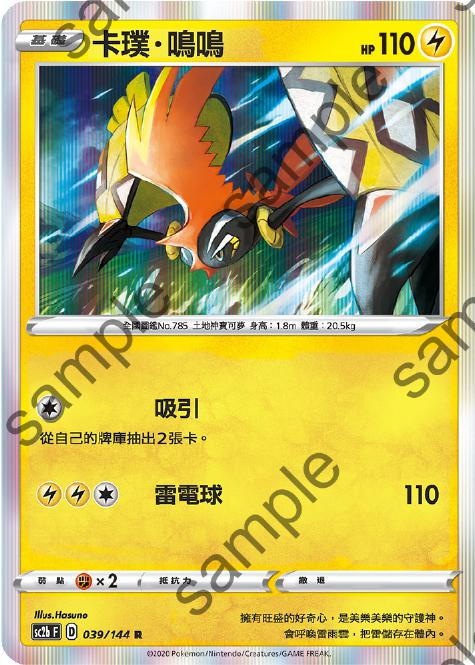 基礎 卡璞·鳴鳴 HP 110
全國圖鑑No.785 土地神寶可夢 身高：1.8m 體重：20.5kg
吸引
從自己的牌庫抽出2張卡。
雷電球 110
弱點 ×2 抵抗力 撤退
Illus.Hasuno
sc2b F D 039/144 R
擁有旺盛的好奇心，是美樂美樂的守護神。
會呼喚雷雨雲，把雷儲存在體內。
©2020 Pokémon/Nintendo/Creatures/GAME FREAK.
sample
sample
sample
sample
sample
sample